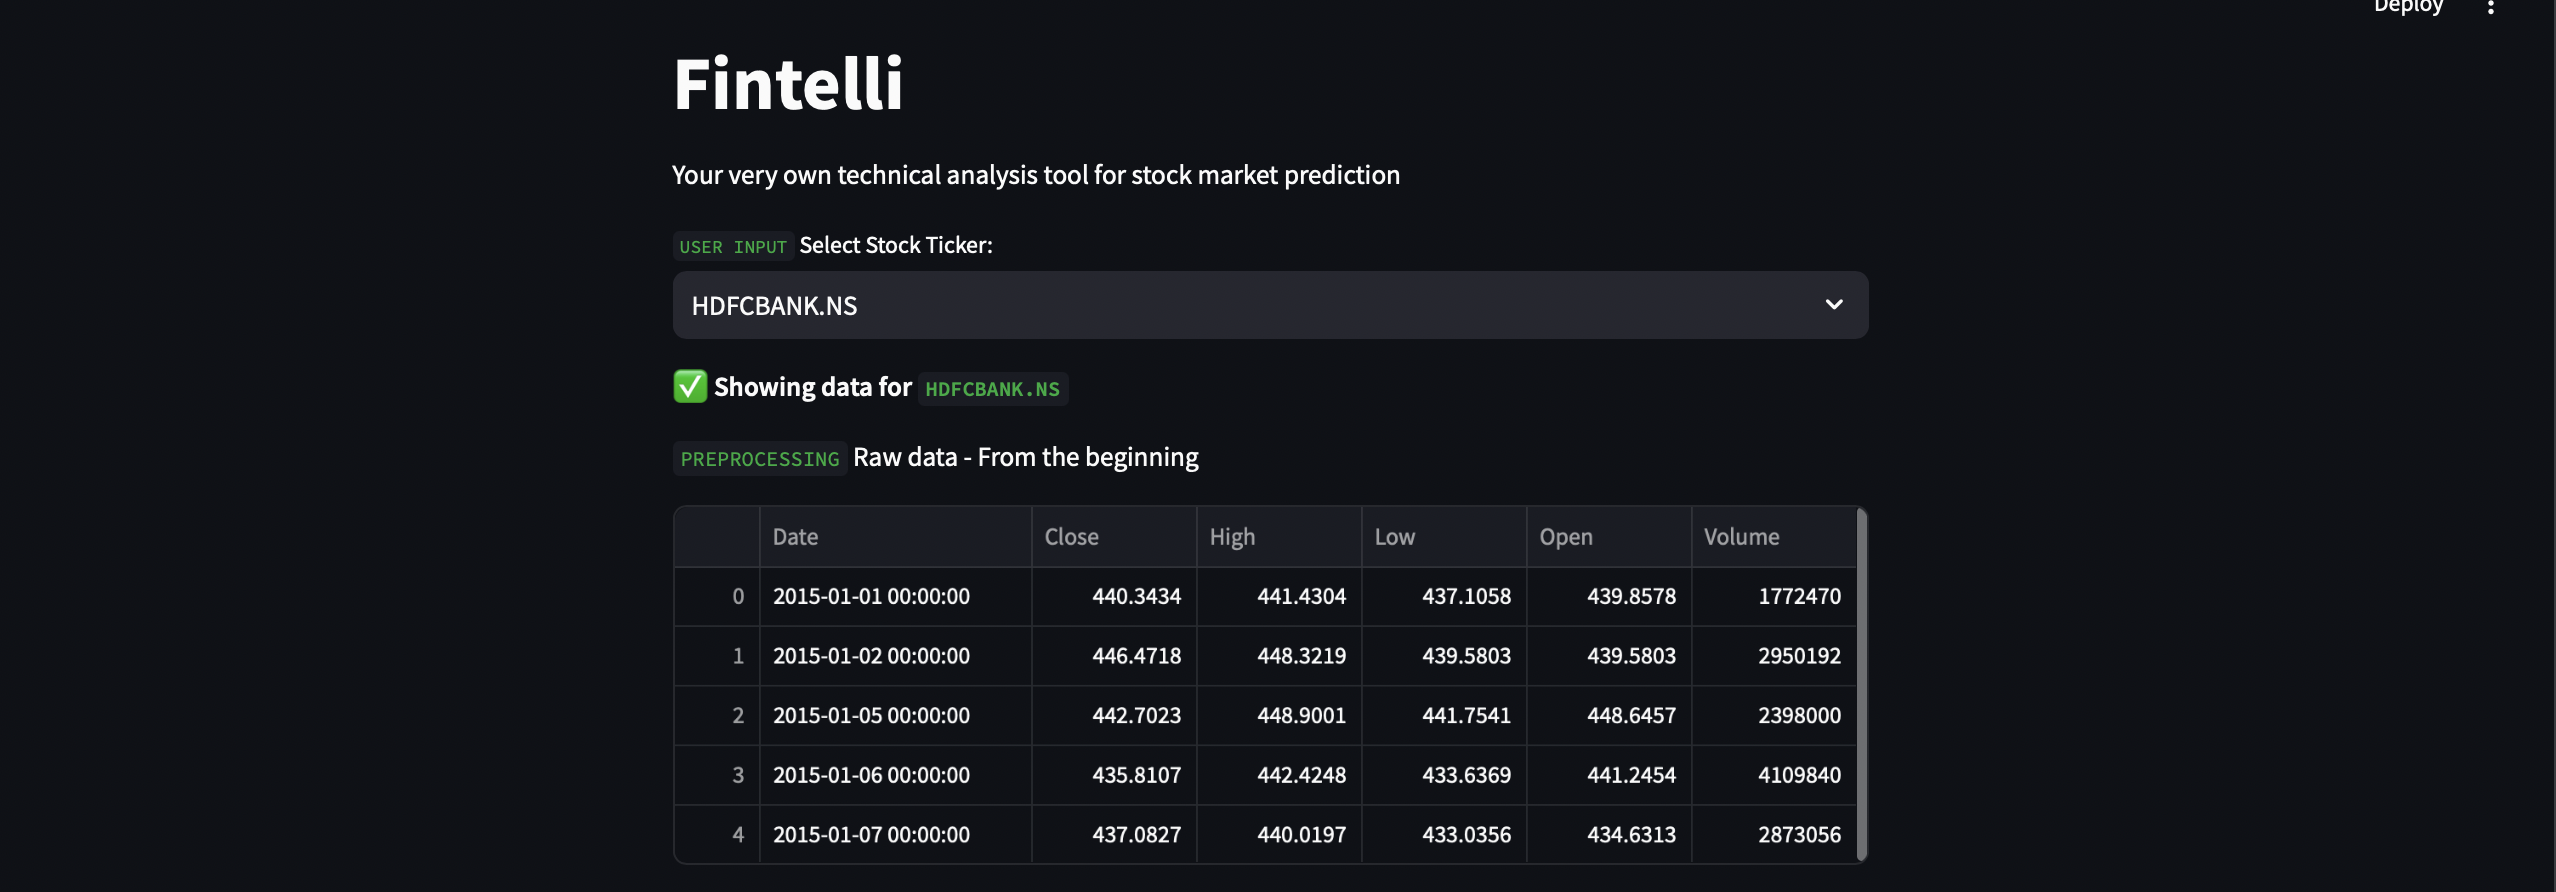 Deploy
Fintelli
Your very own technical analysis tool for stock market prediction
USER INPUT Select Stock Ticker:
HDFCBANK.NS
✅ Showing data for HDFCBANK.NS
PREPROCESSING Raw data - From the beginning
Date Close High Low Open Volume
0 2015-01-01 00:00:00 440.3434 441.4304 437.1058 439.8578 1772470
1 2015-01-02 00:00:00 446.4718 448.3219 439.5803 439.5803 2950192
2 2015-01-05 00:00:00 442.7023 448.9001 441.7541 448.6457 2398000
3 2015-01-06 00:00:00 435.8107 442.4248 433.6369 441.2454 4109840
4 2015-01-07 00:00:00 437.0827 440.0197 433.0356 434.6313 2873056